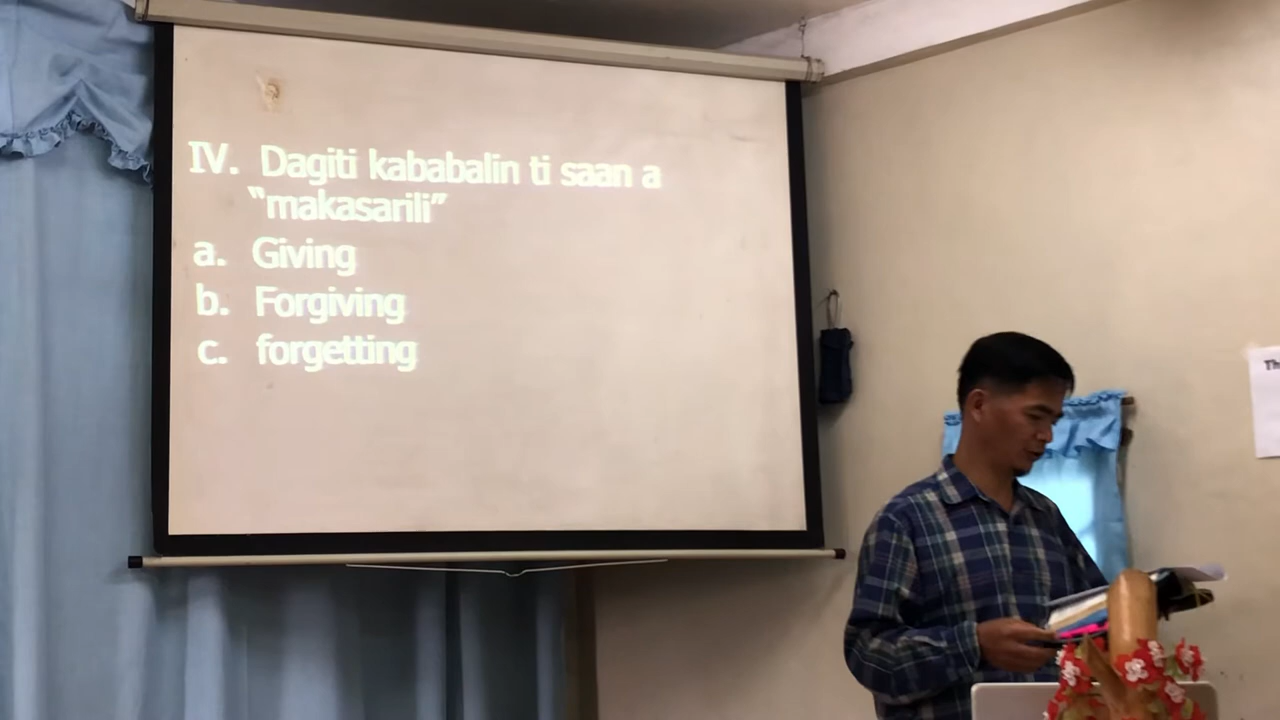 IV. Dagiti kababalin ti saan a
"makasarili"
a. Giving
b. Forgiving
c. forgetting